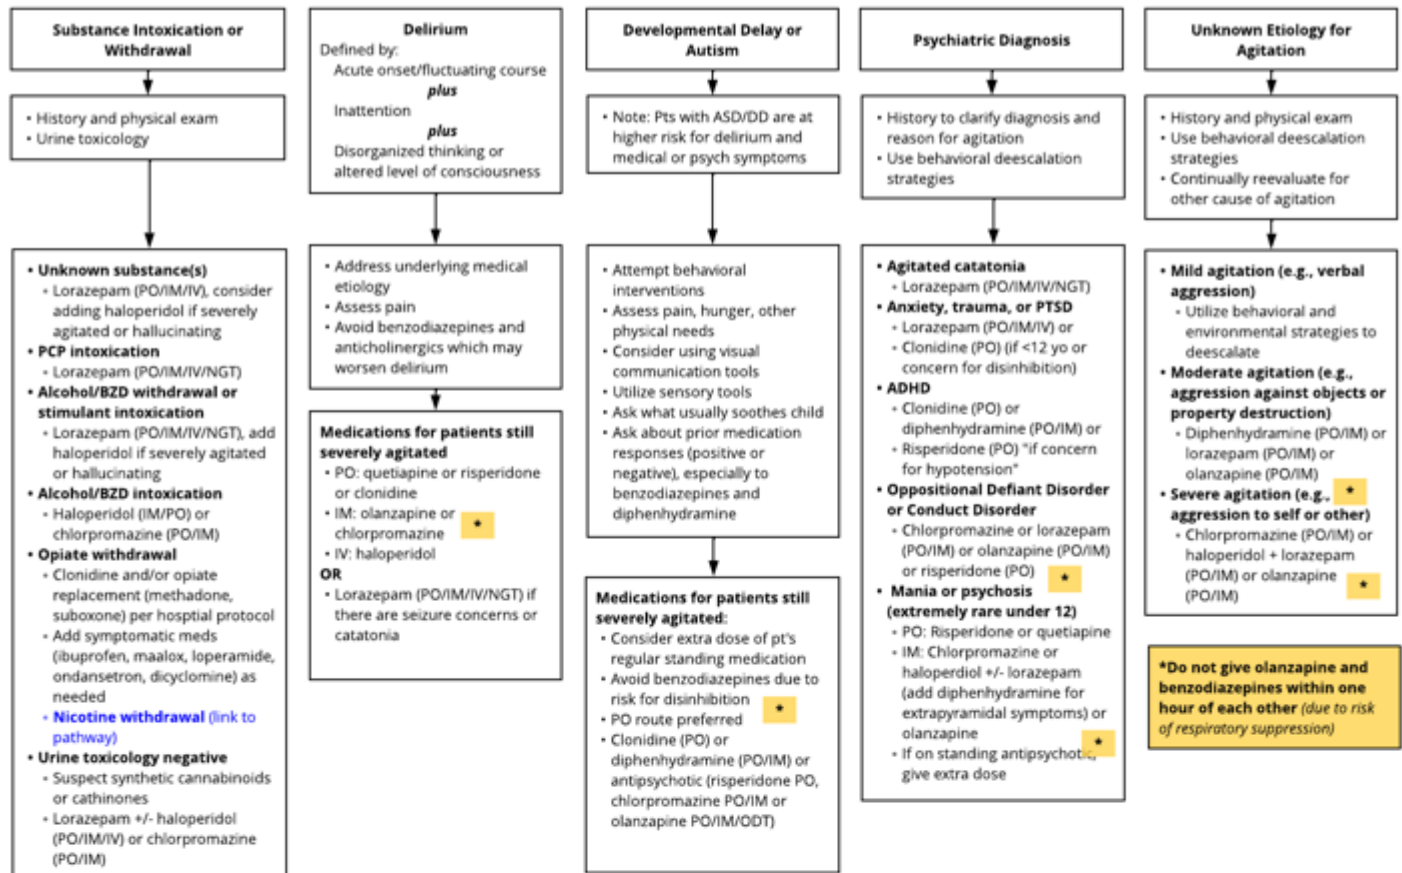 Substance Intoxication or
Withdrawal
• History and physical exam
• Urine toxicology
• Unknown substance(s)
◦ Lorazepam (PO/IM/IV), consider
adding haloperidol if severely
agitated or hallucinating
• PCP intoxication
◦ Lorazepam (PO/IM/IV/NGT)
• Alcohol/BZD withdrawal or
stimulant intoxication
◦ Lorazepam (PO/IM/IV/NGT), add
haloperidol if severely agitated
or hallucinating
• Alcohol/BZD intoxication
◦ Haloperidol (IM/PO) or
chlorpromazine (PO/IM)
• Opiate withdrawal
◦ Clonidine and/or opiate
replacement (methadone,
suboxone) per hosptial protocol
◦ Add symptomatic meds
(ibuprofen, maalox, loperamide,
ondansetron, dicyclomine) as
needed
◦ Nicotine withdrawal (link to
pathway)
• Urine toxicology negative
◦ Suspect synthetic cannabinoids
or cathinones
◦ Lorazepam +/- haloperidol
(PO/IM/IV) or chlorpromazine
(PO/IM)
Delirium
Defined by:
Acute onset/fluctuating course
plus
Inattention
plus
Disorganized thinking or
altered level of consciousness
• Address underlying medical
etiology
• Assess pain
• Avoid benzodiazepines and
anticholinergics which may
worsen delirium
Medications for patients still
severely agitated
• PO: quetiapine or risperidone
or clonidine
• IM: olanzapine or
chlorpromazine *
• IV: haloperidol
OR
• Lorazepam (PO/IM/IV/NGT) if
there are seizure concerns or
catatonia
Developmental Delay or
Autism
• Note: Pts with ASD/DD are at
higher risk for delirium and
medical or psych symptoms
• Attempt behavioral
interventions
• Assess pain, hunger, other
physical needs
• Consider using visual
communication tools
• Utilize sensory tools
• Ask what usually soothes child
• Ask about prior medication
responses (positive or
negative), especially to
benzodiazepines and
diphenhydramine
Medications for patients still
severely agitated:
• Consider extra dose of pt's
regular standing medication
• Avoid benzodiazepines due to
risk for disinhibition
• PO route preferred *
• Clonidine (PO) or
diphenhydramine (PO/IM) or
antipsychotic (risperidone PO,
chlorpromazine PO/IM or
olanzapine PO/IM/ODT)
Psychiatric Diagnosis
• History to clarify diagnosis and
reason for agitation
• Use behavioral deescalation
strategies
• Agitated catatonia
◦ Lorazepam (PO/IM/IV/NGT)
• Anxiety, trauma, or PTSD
◦ Lorazepam (PO/IM/IV) or
◦ Clonidine (PO) (if <12 yo or
concern for disinhibition)
• ADHD
◦ Clonidine (PO) or
diphenhydramine (PO/IM) or
◦ Risperidone (PO) "if concern
for hypotension"
• Oppositional Defiant Disorder
or Conduct Disorder
◦ Chlorpromazine or lorazepam
(PO/IM) or olanzapine (PO/IM)
or risperidone (PO) *
• Mania or psychosis
(extremely rare under 12)
◦ PO: Risperidone or quetiapine
◦ IM: Chlorpromazine or
haloperdiol +/- lorazepam
(add diphenhydramine for
extrapyramidal symptoms) or
olanzapine *
◦ If on standing antipsychotic,
give extra dose
Unknown Etiology for
Agitation
• History and physical exam
• Use behavioral deescalation
strategies
• Continually reevaluate for
other cause of agitation
• Mild agitation (e.g., verbal
aggression)
◦ Utilize behavioral and
environmental strategies to
deescalate
• Moderate agitation (e.g.,
aggression against objects or
property destruction)
◦ Diphenhydramine (PO/IM) or
lorazepam (PO/IM) or
olanzapine (PO/IM)
• Severe agitation (e.g., *
aggression to self or other)
◦ Chlorpromazine (PO/IM) or
haloperidol + lorazepam
(PO/IM) or olanzapine
(PO/IM) *
*Do not give olanzapine and
benzodiazepines within one
hour of each other (due to risk
of respiratory suppression)